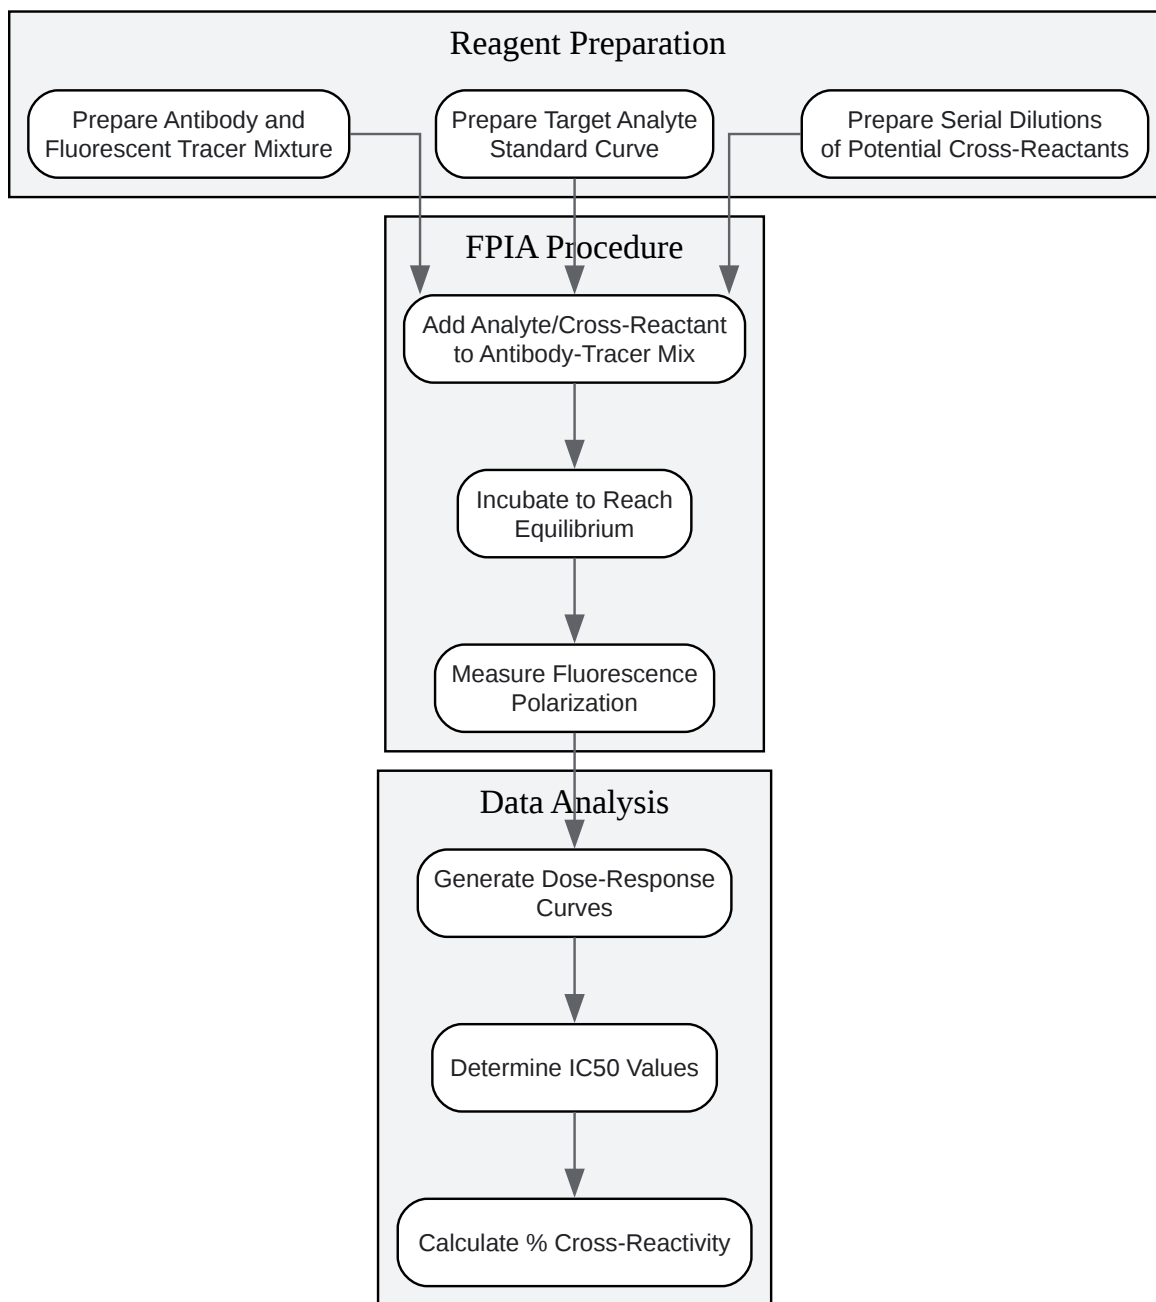 Reagent Preparation
Prepare Antibody and
Fluorescent Tracer Mixture
Prepare Target Analyte
Standard Curve
Prepare Serial Dilutions
of Potential Cross-Reactants
FPIA Procedure
Add Analyte/Cross-Reactant
to Antibody-Tracer Mix
Incubate to Reach
Equilibrium
Measure Fluorescence
Polarization
Data Analysis
Generate Dose-Response
Curves
Determine IC50 Values
Calculate % Cross-Reactivity